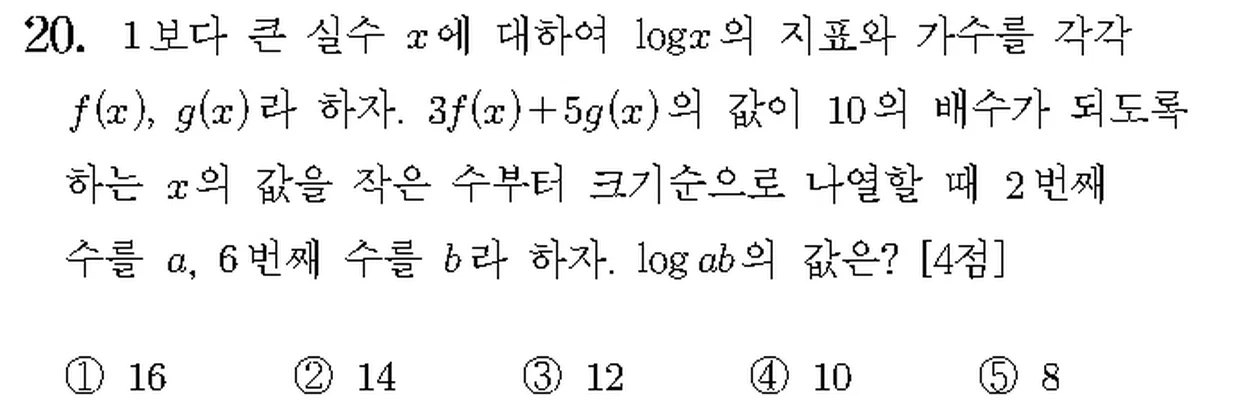 20. 1보다 큰 실수 x에 대하여 logx의 지표와 가수를 각각
f(x), g(x)라 하자. 3f(x)+5g(x)의 값이 10의 배수가 되도록
하는 x의 값을 작은 수부터 크기순으로 나열할 때 2번째
수를 a, 6번째 수를 b라 하자. log ab의 값은? [4점]
① 16 ② 14 ③ 12 ④ 10 ⑤ 8